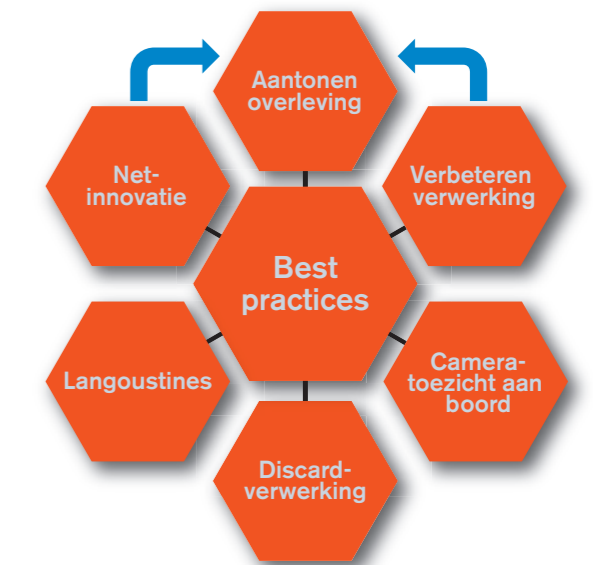 Aantonen
overleving
Net-
innovatie
Verbeteren
verwerking
Best
practices
Langoustines
Camera-
toezicht aan
boord
Discard-
verwerking